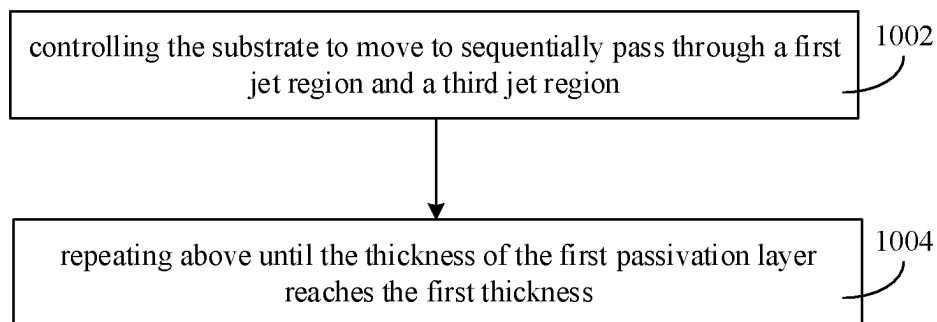 controlling the substrate to move to sequentially pass through a first
jet region and a third jet region
1002
repeating above until the thickness of the first passivation layer
reaches the first thickness
1004